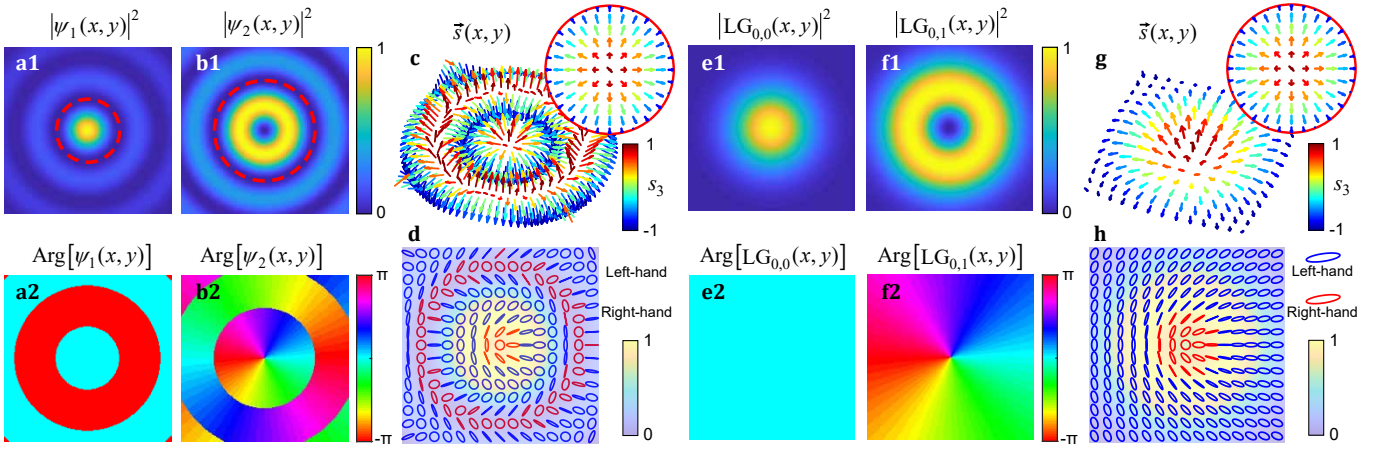 |ψ₁(x,y)|² |ψ₂(x,y)|² s⃗(x,y) |LG₀,₀(x,y)|² |LG₀,₁(x,y)|² s⃗(x,y)
a1 b1 1 0 c 1 s₃ -1 e1 f1 1 0 g 1 s₃ -1
Arg[ψ₁(x,y)] Arg[ψ₂(x,y)] d Arg[LG₀,₀(x,y)] Arg[LG₀,₁(x,y)] h
a2 b2 π -π Left-hand e2 f2 π -π Left-hand
Right-hand Right-hand
1 1
0 0